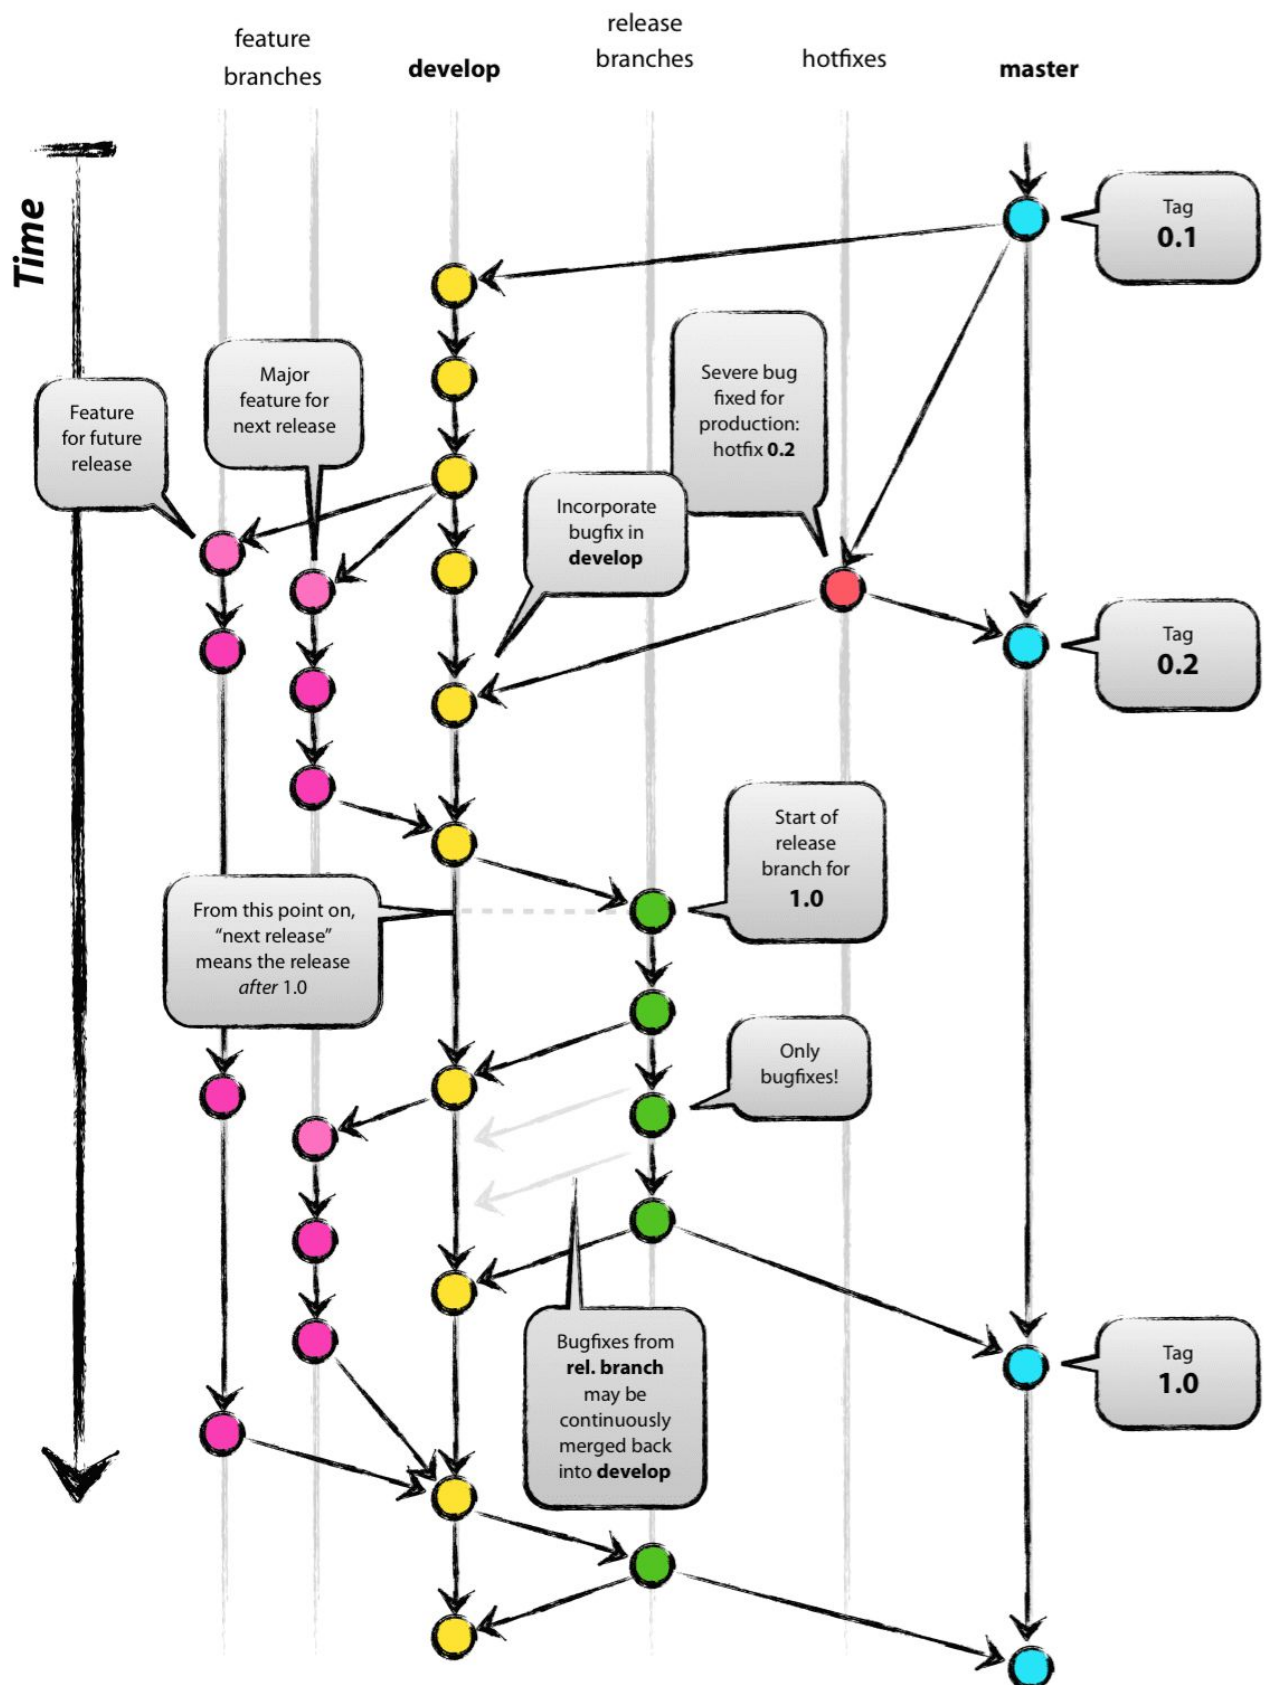 feature
branches
develop
release
branches
hotfixes
master
Time
Tag
0.1
Major
feature for
next release
Feature
for future
release
Severe bug
fixed for
production:
hotfix 0.2
Incorporate
bugfix in
develop
Tag
0.2
Start of
release
branch for
1.0
From this point on,
“next release”
means the release
after 1.0
Only
bugfixes!
Bugfixes from
rel. branch
may be
continuously
merged back
into develop
Tag
1.0